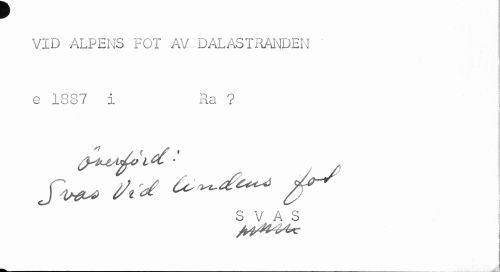 VID ALPENS FOT AV DALASTRANDEN
e 1887 i Ra ?
överförd:
Svas Vid lindens fot
S V A S